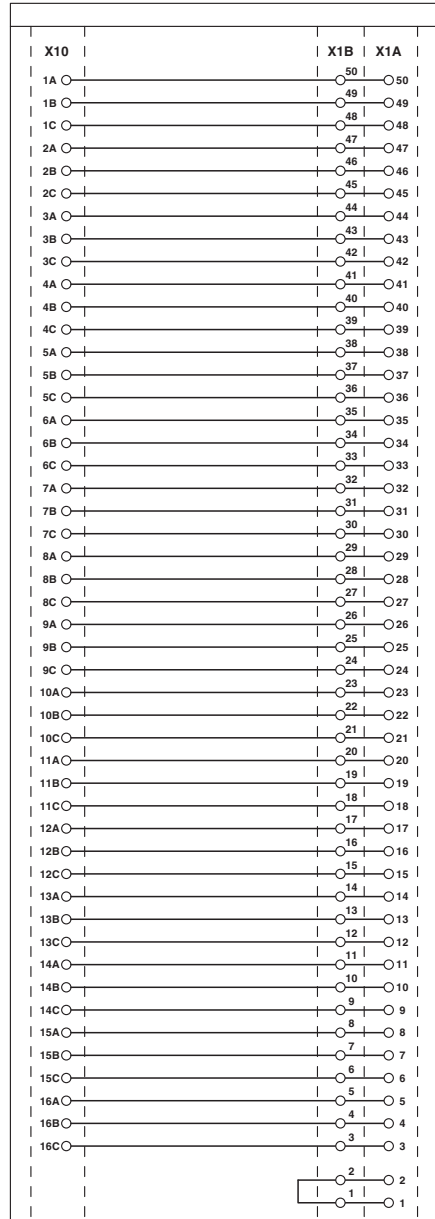 X10 X1B X1A
1A 50 50
1B 49 49
1C 48 48
2A 47 47
2B 46 46
2C 45 45
3A 44 44
3B 43 43
3C 42 42
4A 41 41
4B 40 40
4C 39 39
5A 38 38
5B 37 37
5C 36 36
6A 35 35
6B 34 34
6C 33 33
7A 32 32
7B 31 31
7C 30 30
8A 29 29
8B 28 28
8C 27 27
9A 26 26
9B 25 25
9C 24 24
10A 23 23
10B 22 22
10C 21 21
11A 20 20
11B 19 19
11C 18 18
12A 17 17
12B 16 16
12C 15 15
13A 14 14
13B 13 13
13C 12 12
14A 11 11
14B 10 10
14C 9 9
15A 8 8
15B 7 7
15C 6 6
16A 5 5
16B 4 4
16C 3 3
2 2
1 1